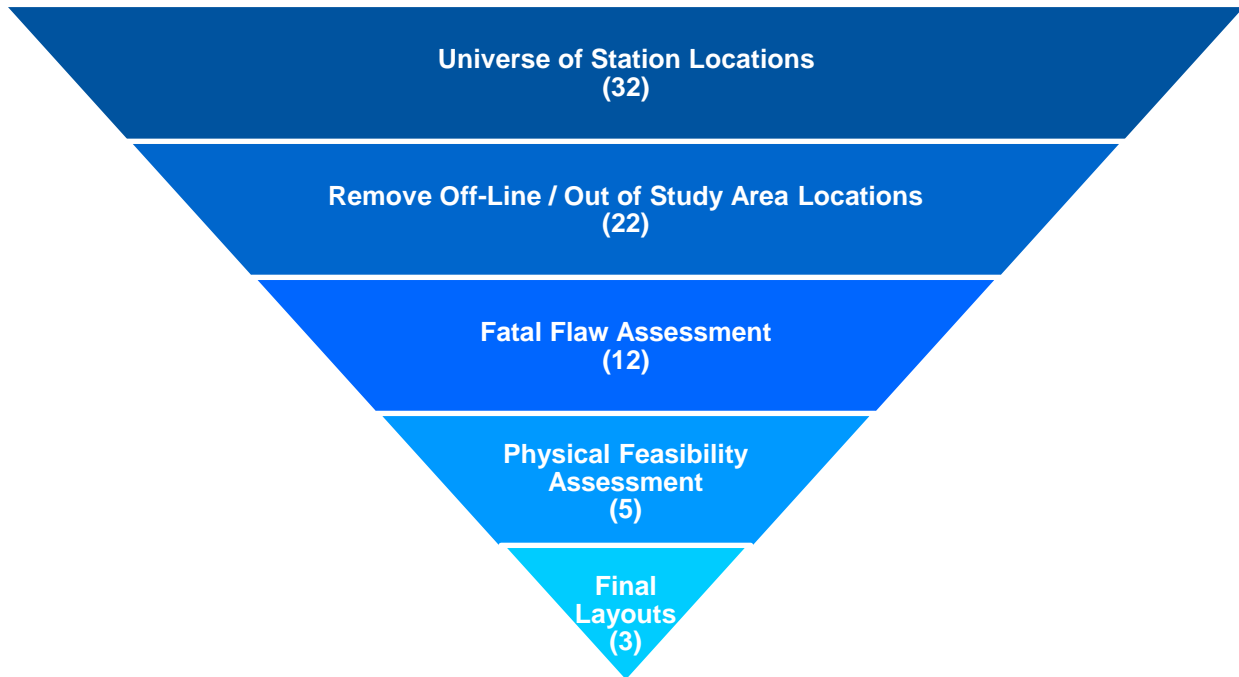 Universe of Station Locations
(32)
Remove Off-Line / Out of Study Area Locations
(22)
Fatal Flaw Assessment
(12)
Physical Feasibility
Assessment
(5)
Final
Layouts
(3)